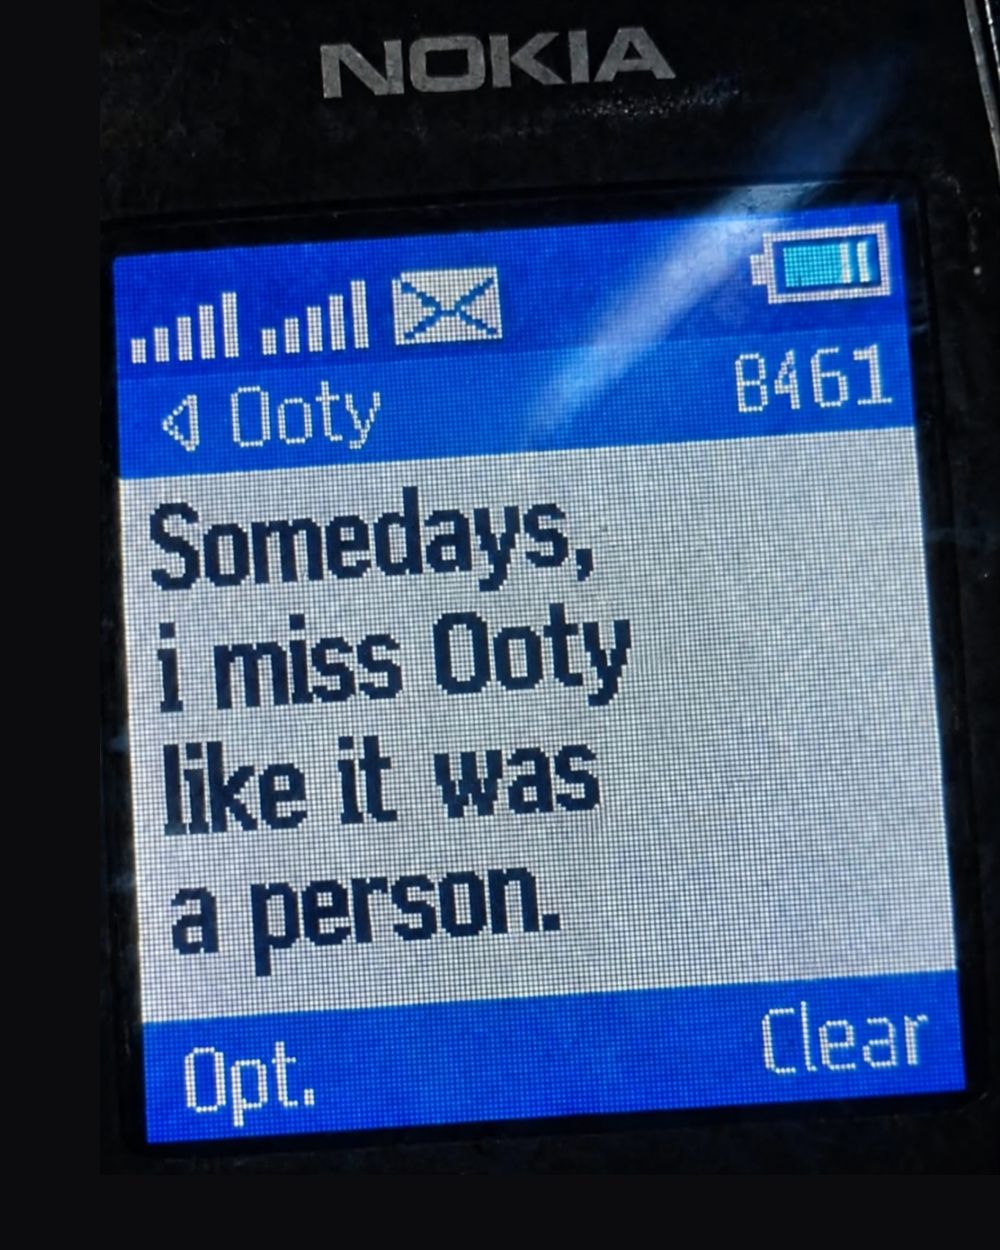 NOKIA
Ooty 8461
Somedays,
i miss Ooty
like it was
a person.
Opt. Clear